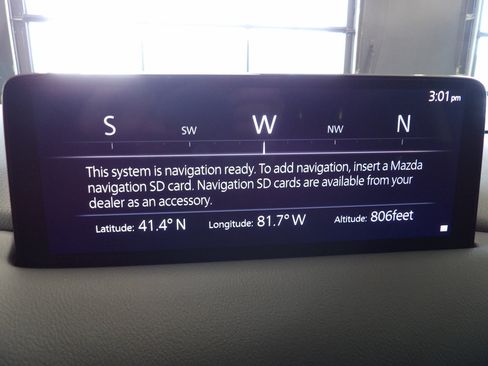 3:01 pm
S SW W NW N
This system is navigation ready. To add navigation, insert a Mazda
navigation SD card. Navigation SD cards are available from your
dealer as an accessory.
Latitude: 41.4° N Longitude: 81.7° W Altitude: 806feet